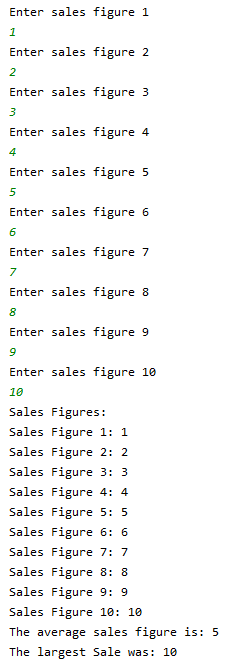 Enter sales figure 1
1
Enter sales figure 2
2
Enter sales figure 3
3
Enter sales figure 4
4
Enter sales figure 5
5
Enter sales figure 6
6
Enter sales figure 7
7
Enter sales figure 8
8
Enter sales figure 9
9
Enter sales figure 10
10
Sales Figures:
Sales Figure 1: 1
Sales Figure 2: 2
Sales Figure 3: 3
Sales Figure 4: 4
Sales Figure 5: 5
Sales Figure 6: 6
Sales Figure 7: 7
Sales Figure 8: 8
Sales Figure 9: 9
Sales Figure 10: 10
The average sales figure is: 5
The largest Sale was: 10